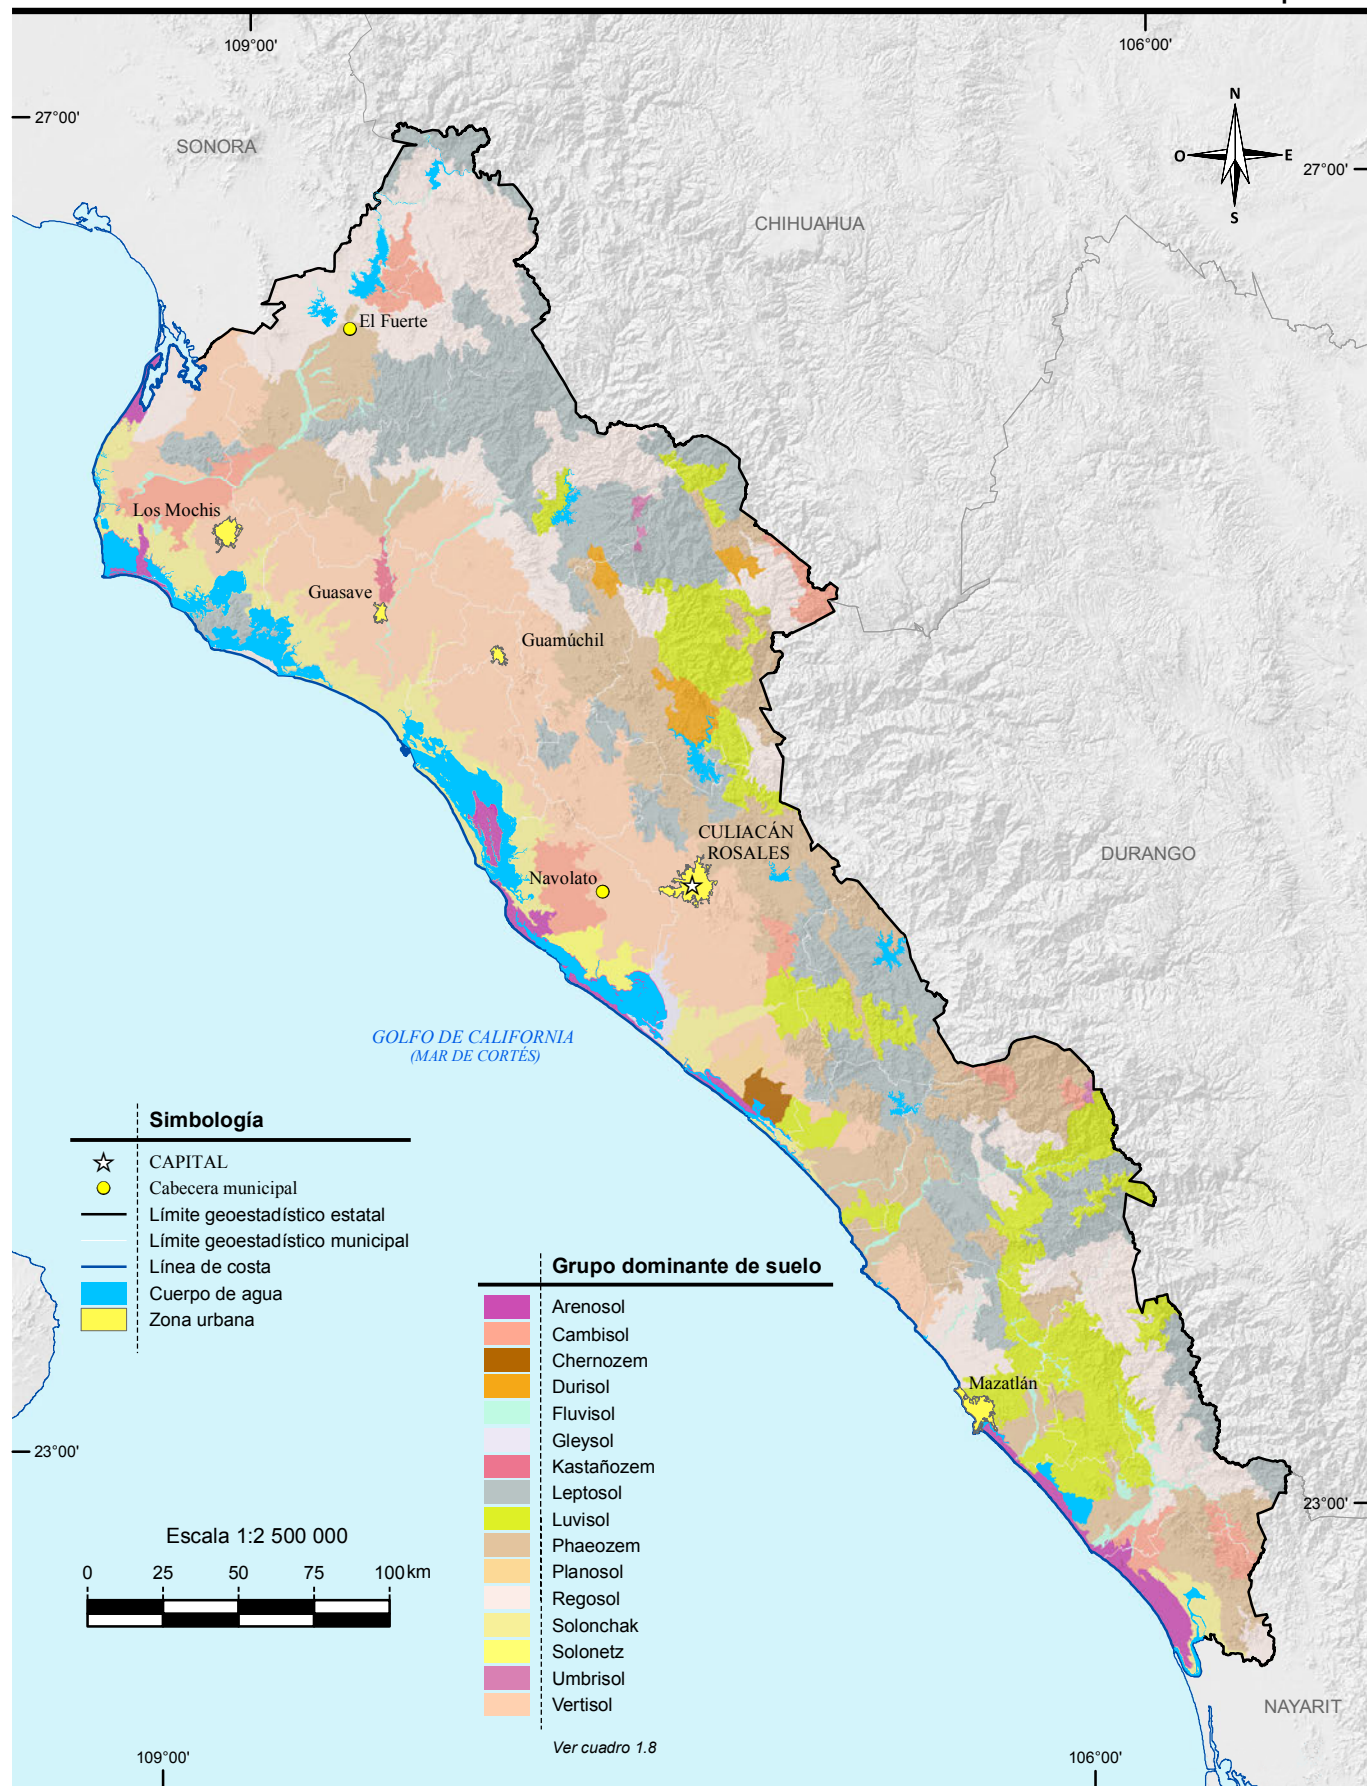 109°00'
106°00'
27°00'
SONORA
N
O
E
S
27°00'
CHIHUAHUA
El Fuerte
Los Mochis
Guasave
Guamúchil
CULIACÁN
ROSALES
DURANGO
Navolato
GOLFO DE CALIFORNIA
(MAR DE CORTÉS)
Simbología
CAPITAL
Cabecera municipal
Límite geoestadístico estatal
Límite geoestadístico municipal
Línea de costa
Cuerpo de agua
Zona urbana
Grupo dominante de suelo
Arenosol
Cambisol
Chernozem
Durisol
Fluvisol
Gleysol
Kastañozem
Leptosol
Luvisol
Phaeozem
Planosol
Regosol
Solonchak
Solonetz
Umbrisol
Vertisol
Ver cuadro 1.8
Mazatlán
23°00'
23°00'
Escala 1:2 500 000
0 25 50 75 100 km
NAYARIT
109°00'
106°00'